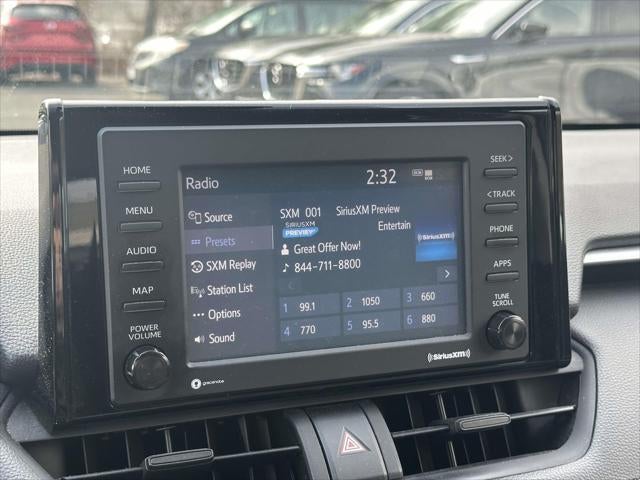 HOME
MENU
AUDIO
MAP
POWER
VOLUME
Radio
2:32
Source
Presets
SXM Replay
Station List
Options
Sound
SXM 001 SiriusXM Preview
SIRIUSXM
PREVIEW
Entertain
Great Offer Now!
844-711-8800
SiriusXM
1 99.1 2 1050 3 660
4 770 5 95.5 6 880
SEEK >
< TRACK
PHONE
APPS
TUNE
SCROLL
gracenote
SiriusXM